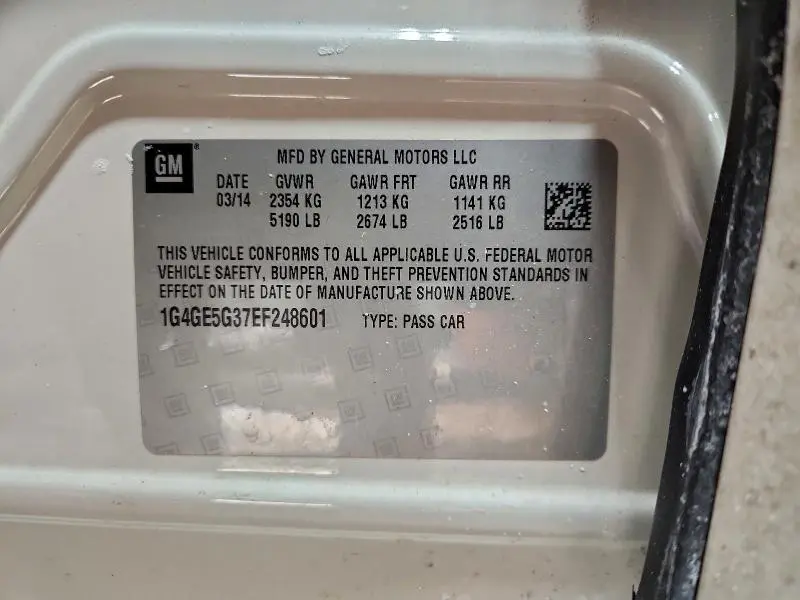 GM
MFD BY GENERAL MOTORS LLC
DATE GVWR GAWR FRT GAWR RR
03/14 2354 KG 1213 KG 1141 KG
5190 LB 2674 LB 2516 LB
THIS VEHICLE CONFORMS TO ALL APPLICABLE U.S. FEDERAL MOTOR
VEHICLE SAFETY, BUMPER, AND THEFT PREVENTION STANDARDS IN
EFFECT ON THE DATE OF MANUFACTURE SHOWN ABOVE.
1G4GE5G37EF248601 TYPE: PASS CAR